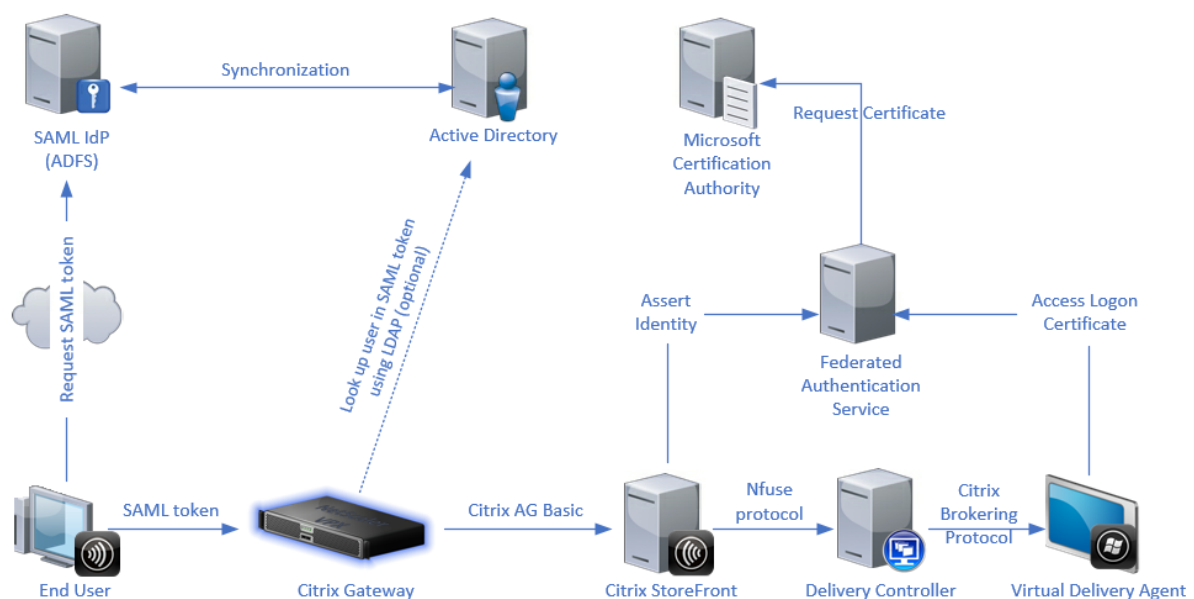 Synchronization
SAML IdP
(ADFS)
Active Directory
Request Certificate
Microsoft
Certification
Authority
Request SAML token
Look up user in SAML token
using LDAP (optional)
Assert
Identity
Access Logon
Certificate
Federated
Authentication
Service
SAML token
Citrix AG Basic
Nfuse
protocol
Citrix
Brokering
Protocol
End User
Citrix Gateway
Citrix StoreFront
Delivery Controller
Virtual Delivery Agent